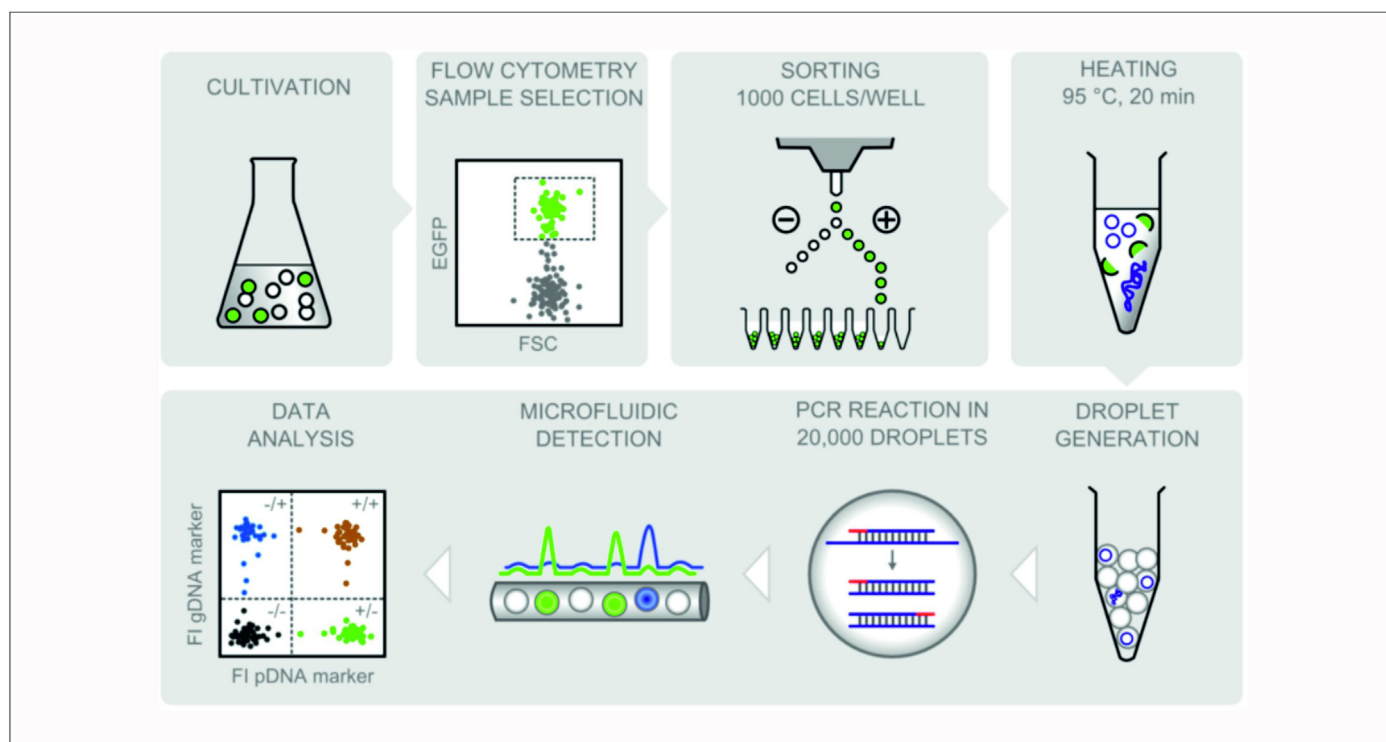 CULTIVATION
FLOW CYTOMETRY
SAMPLE SELECTION
EGFP
FSC
SORTING
1000 CELLS/WELL
−
+
HEATING
95 °C, 20 min
DROPLET
GENERATION
PCR REACTION IN
20,000 DROPLETS
MICROFLUIDIC
DETECTION
DATA
ANALYSIS
FI gDNA marker
-/+
+/+
-/-
+/-
FI pDNA marker